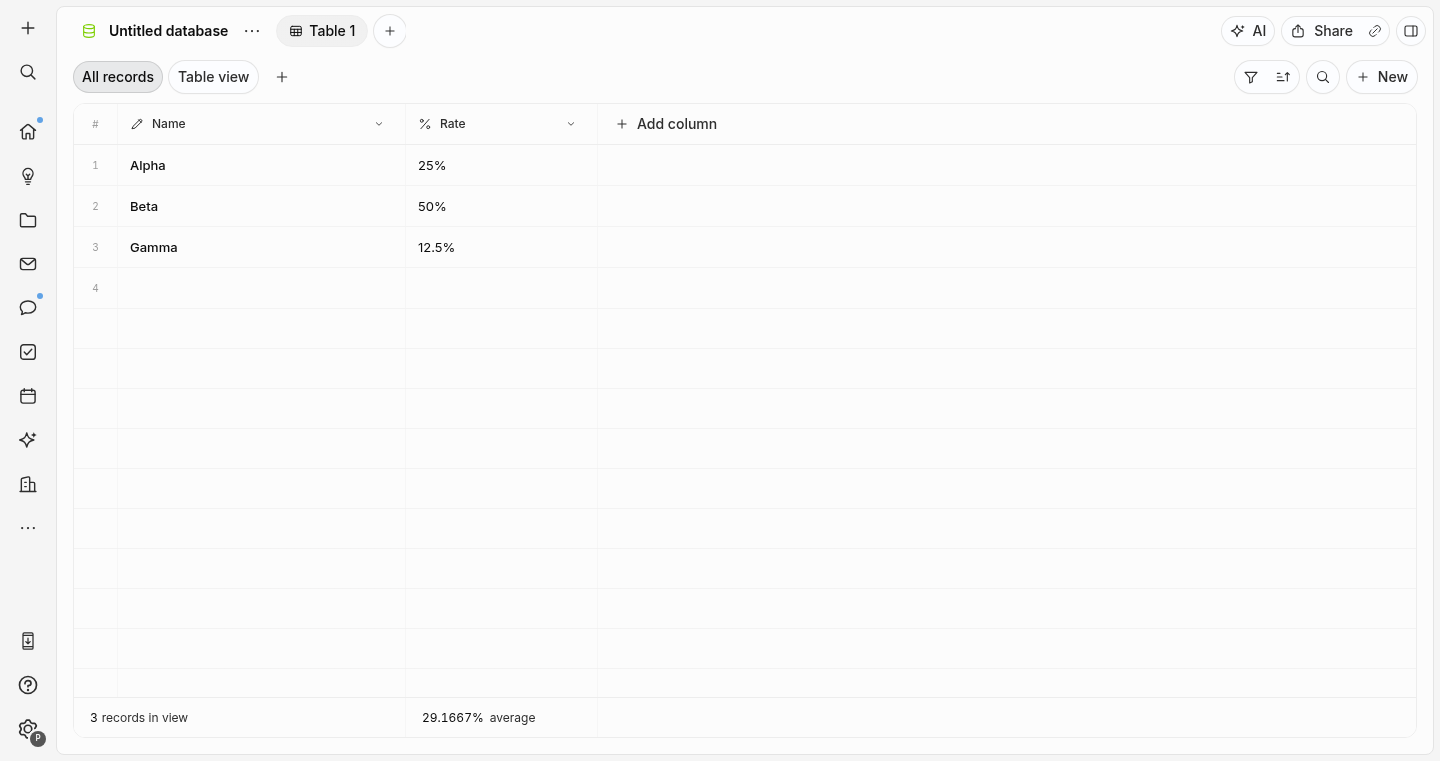 Untitled database
Table 1
AI
Share
All records
Table view
New
# Name Rate Add column
1 Alpha 25%
2 Beta 50%
3 Gamma 12.5%
4
3 records in view 29.1667% average
P